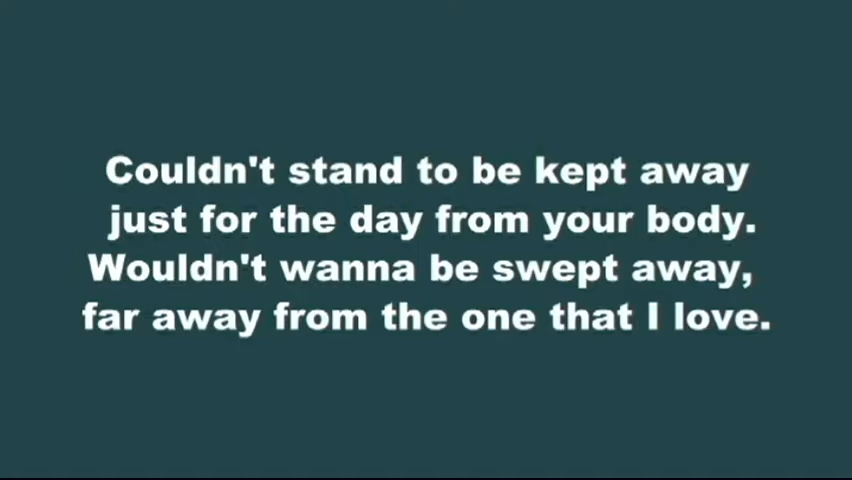 Couldn't stand to be kept away
just for the day from your body.
Wouldn't wanna be swept away,
far away from the one that I love.